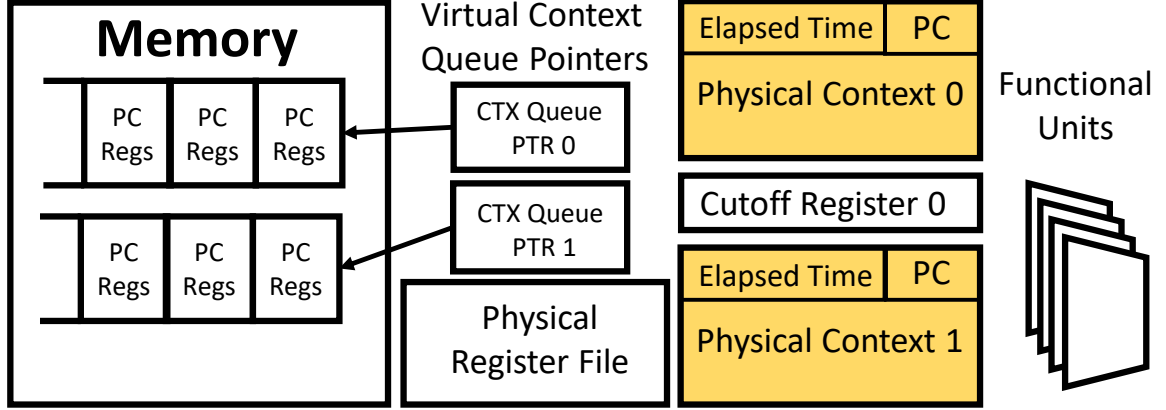 Memory
PC PC PC
Regs Regs Regs
PC PC PC
Regs Regs Regs
Virtual Context
Queue Pointers
CTX Queue
PTR 0
CTX Queue
PTR 1
Physical
Register File
Elapsed Time PC
Physical Context 0
Cutoff Register 0
Elapsed Time PC
Physical Context 1
Functional
Units